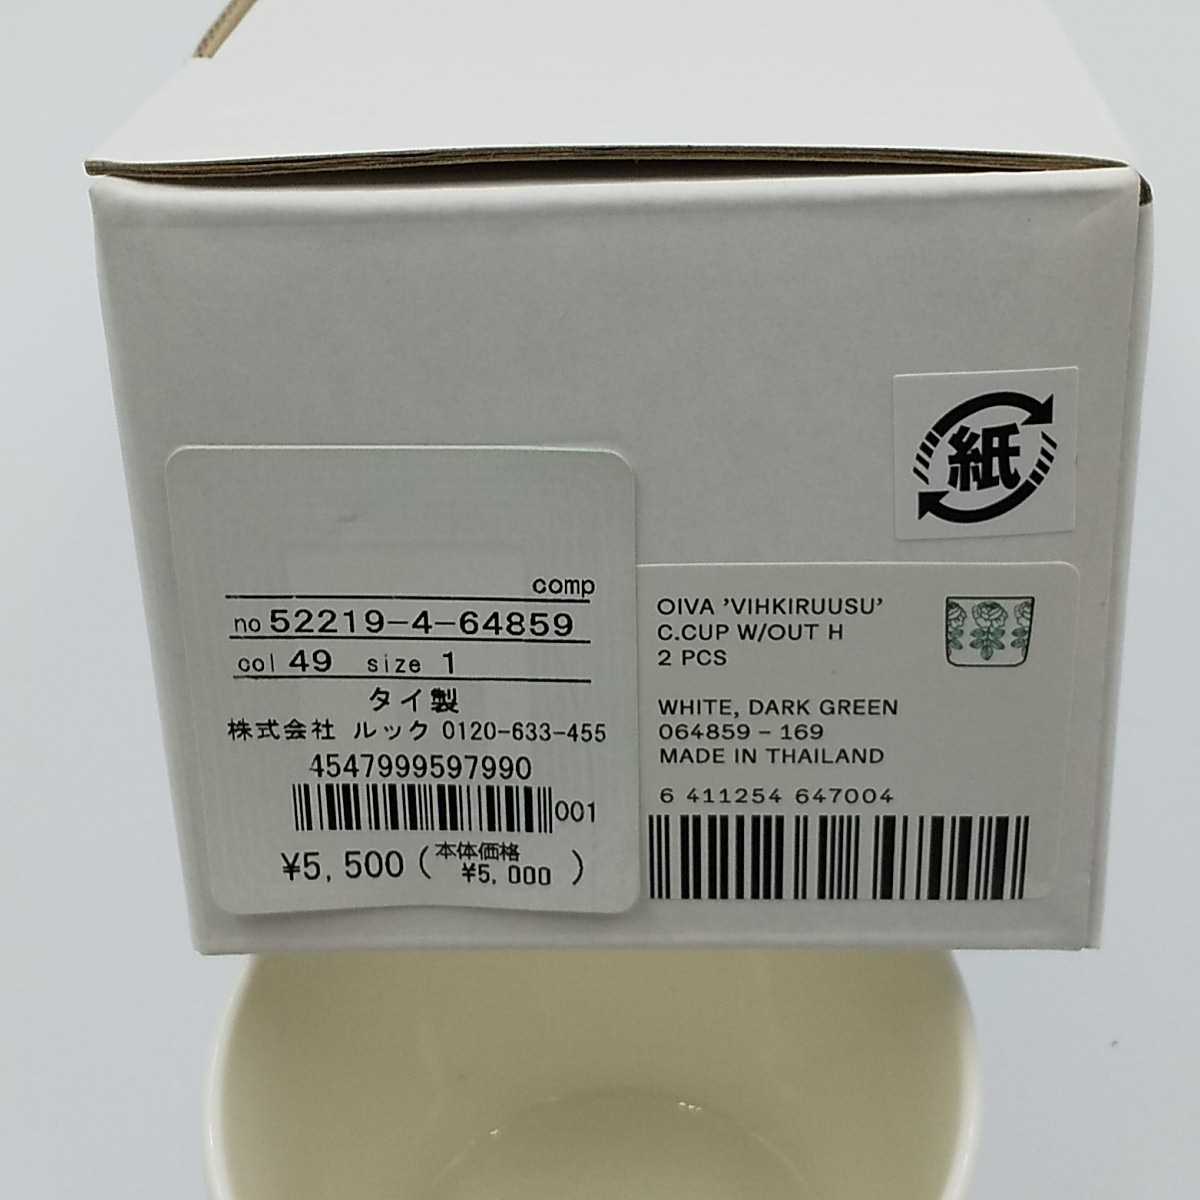 紙
comp
no 52219-4-64859
col 49 size 1
タイ製
株式会社 ルック 0120-633-455
4547999597990
001
¥5,500 (本体価格 ¥5,000)
OIVA 'VIHKIRUUSU'
C.CUP W/OUT H
2 PCS
WHITE, DARK GREEN
064859 – 169
MADE IN THAILAND
6 411254 647004